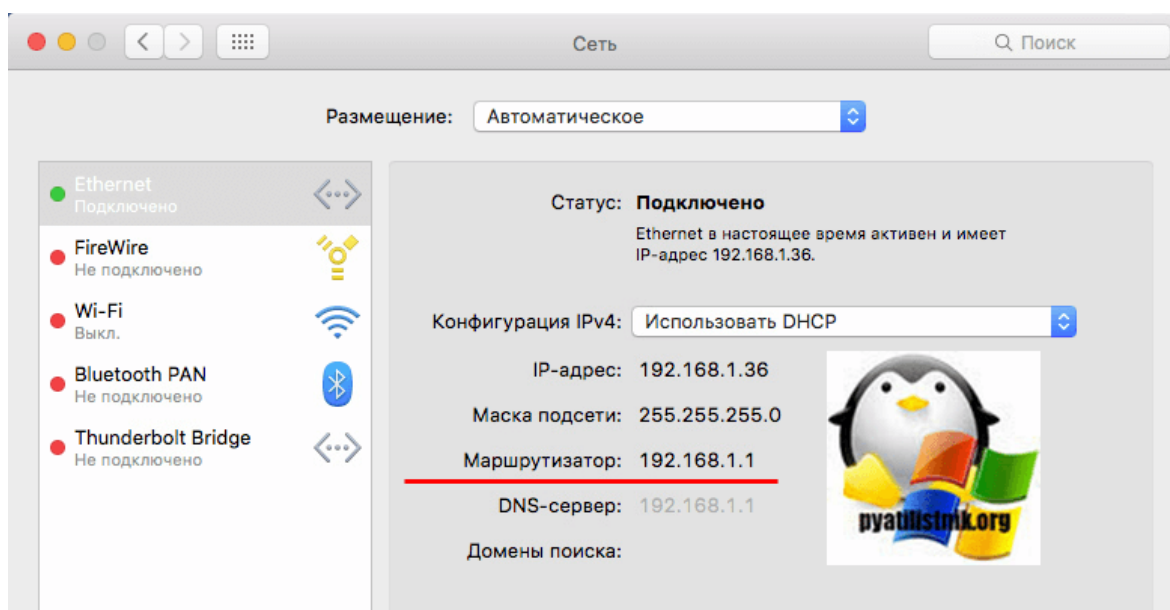 Сеть
Поиск
Размещение: Автоматическое
Ethernet
Подключено
FireWire
Не подключено
Wi-Fi
Выкл.
Bluetooth PAN
Не подключено
Thunderbolt Bridge
Не подключено
Статус: Подключено
Ethernet в настоящее время активен и имеет
IP-адрес 192.168.1.36.
Конфигурация IPv4: Использовать DHCP
IP-адрес: 192.168.1.36
Маска подсети: 255.255.255.0
Маршрутизатор: 192.168.1.1
DNS-сервер: 192.168.1.1
Домены поиска:
pyatilistnik.org